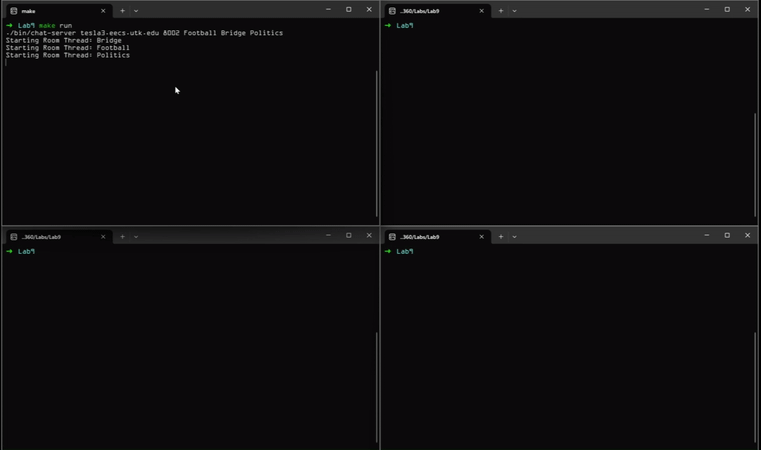 make
➜ Lab9 make run
./bin/chat-server tesla3.eecs.utk.edu 8002 Football Bridge Politics
Starting Room Thread: Bridge
Starting Room Thread: Football
Starting Room Thread: Politics
..360/Labs/Lab9
➜ Lab9
..360/Labs/Lab9
➜ Lab9
..360/Labs/Lab9
➜ Lab9